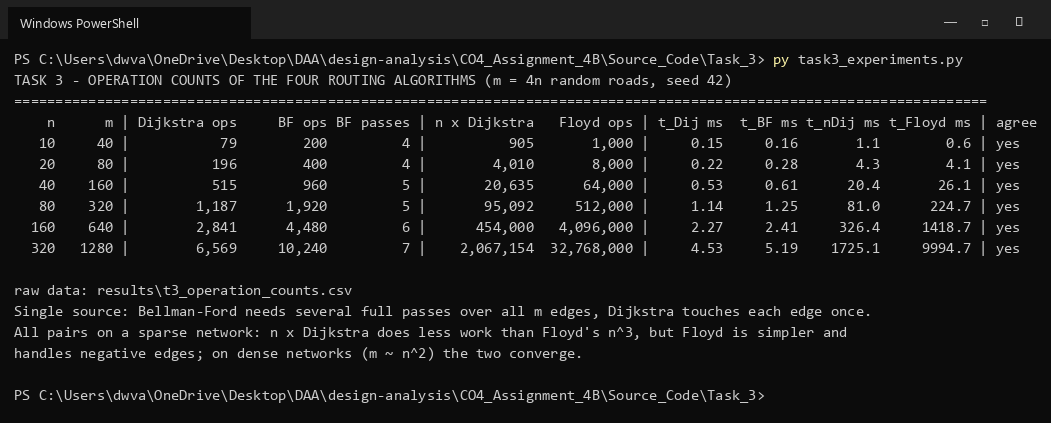 Windows PowerShell
PS C:\Users\dwva\OneDrive\Desktop\DAA\design-analysis\CO4_Assignment_4B\Source_Code\Task_3> py task3_experiments.py
TASK 3 - OPERATION COUNTS OF THE FOUR ROUTING ALGORITHMS (m = 4n random roads, seed 42)
======================================================================================================================
n m | Dijkstra ops BF ops BF passes | n x Dijkstra Floyd ops | t_Dij ms t_BF ms t_nDij ms t_Floyd ms | agree
10 40 | 79 200 4 | 905 1,000 | 0.15 0.16 1.1 0.6 | yes
20 80 | 196 400 4 | 4,010 8,000 | 0.22 0.28 4.3 4.1 | yes
40 160 | 515 960 5 | 20,635 64,000 | 0.53 0.61 20.4 26.1 | yes
80 320 | 1,187 1,920 5 | 95,092 512,000 | 1.14 1.25 81.0 224.7 | yes
160 640 | 2,841 4,480 6 | 454,000 4,096,000 | 2.27 2.41 326.4 1418.7 | yes
320 1280 | 6,569 10,240 7 | 2,067,154 32,768,000 | 4.53 5.19 1725.1 9994.7 | yes
raw data: results\t3_operation_counts.csv
Single source: Bellman-Ford needs several full passes over all m edges, Dijkstra touches each edge once.
All pairs on a sparse network: n x Dijkstra does less work than Floyd's n^3, but Floyd is simpler and
handles negative edges; on dense networks (m ~ n^2) the two converge.
PS C:\Users\dwva\OneDrive\Desktop\DAA\design-analysis\CO4_Assignment_4B\Source_Code\Task_3>